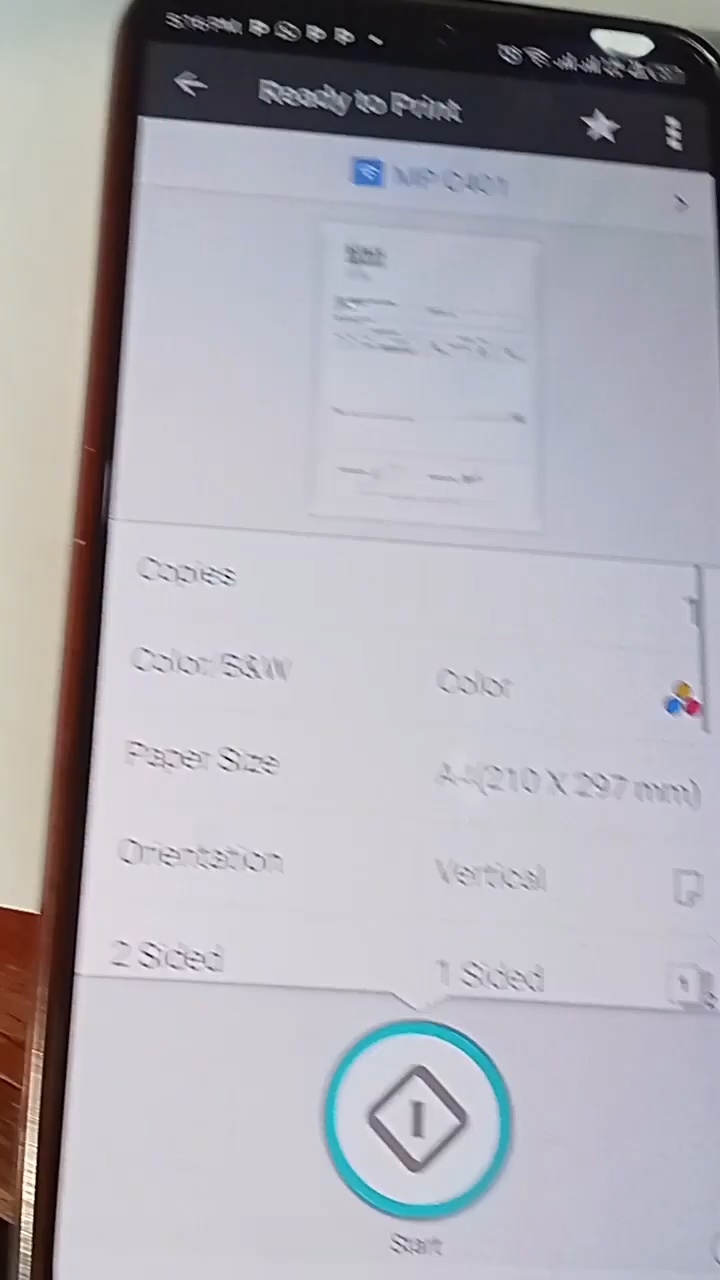 Ready to Print
MP C401
Copies 1
Color/B&W Color
Paper Size A4(210 X 297 mm)
Orientation Vertical
2 Sided 1 Sided
Start